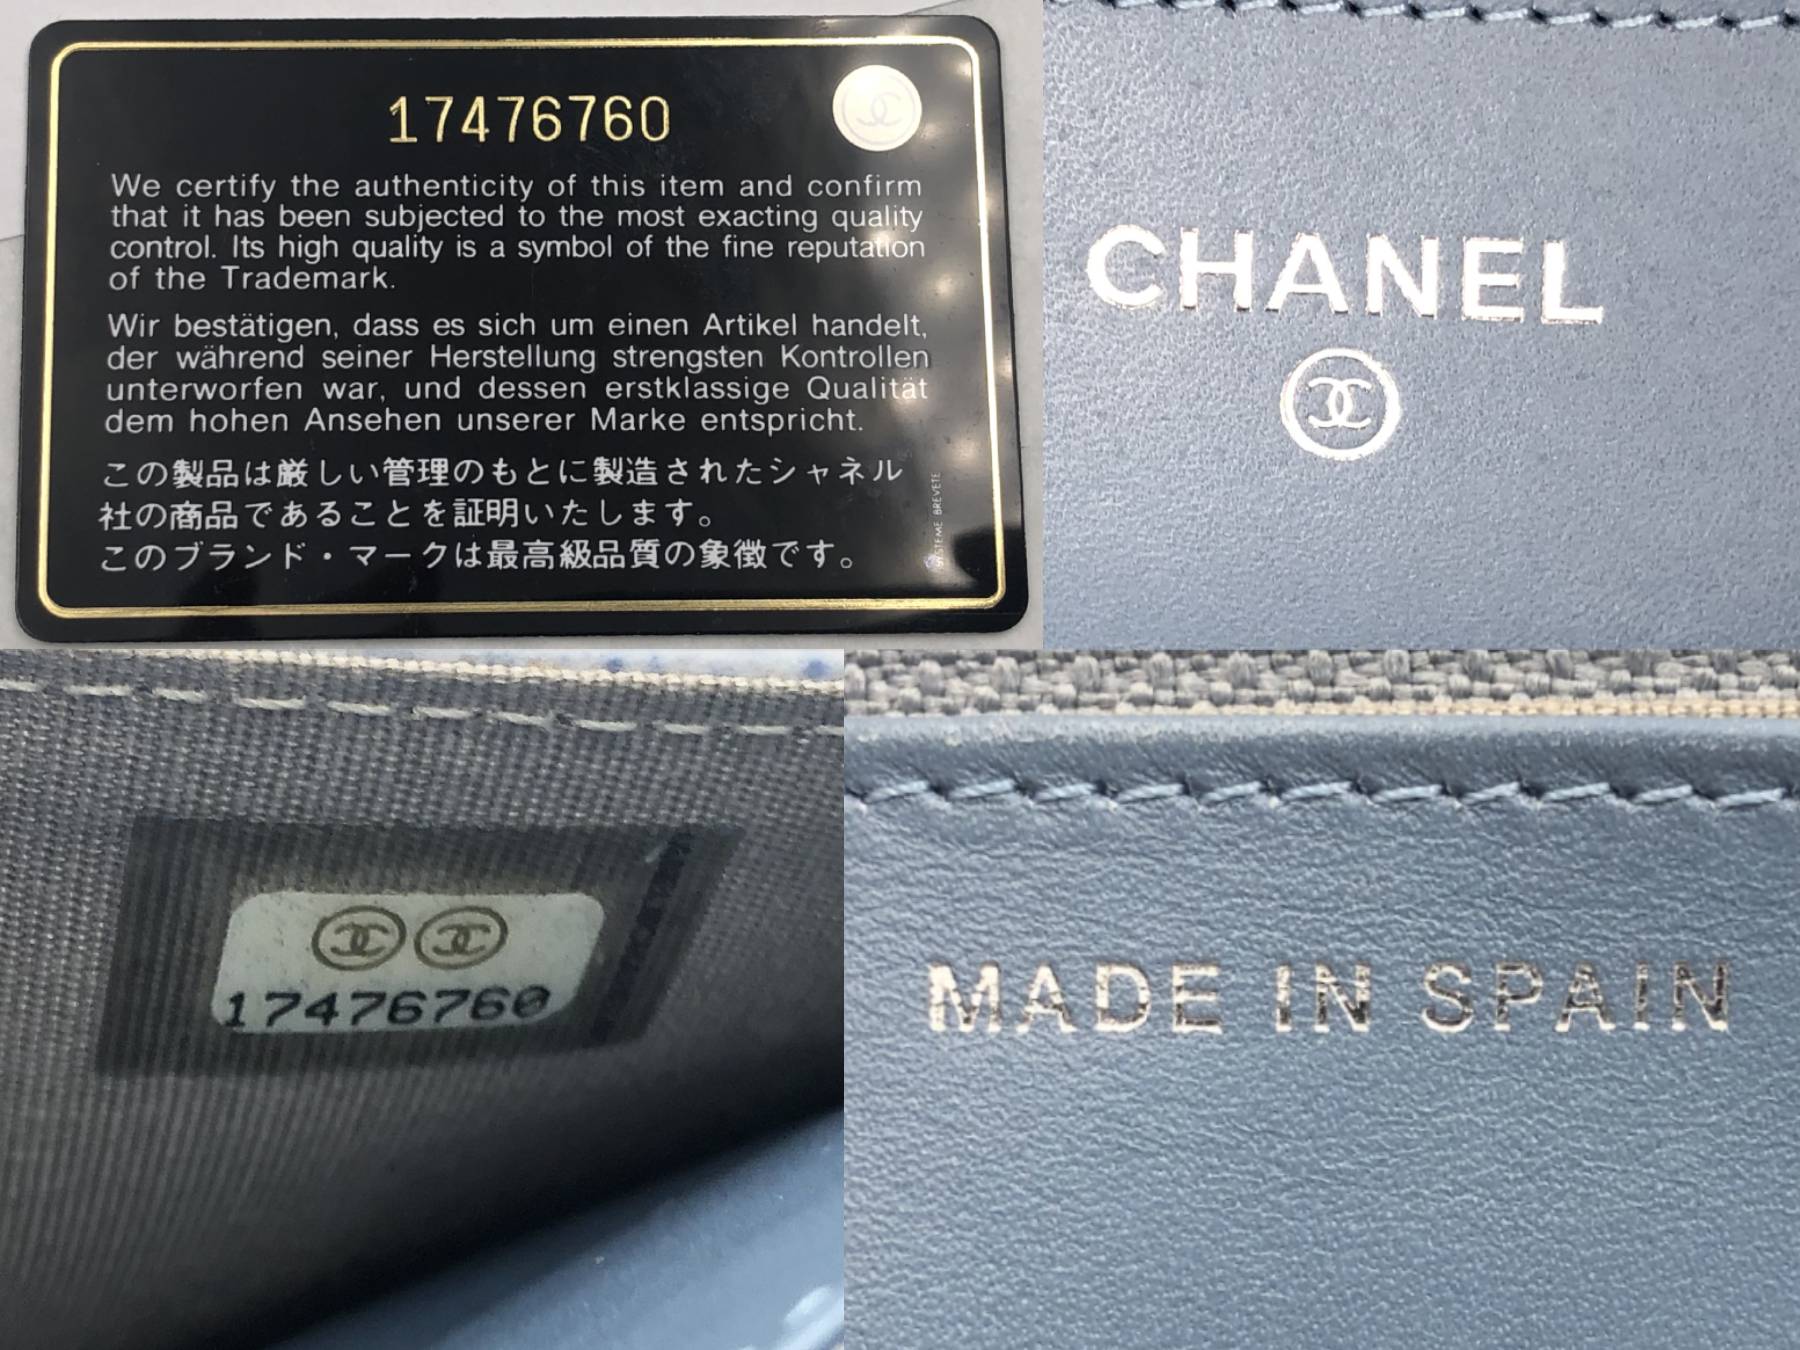 17476760
We certify the authenticity of this item and confirm
that it has been subjected to the most exacting quality
control. Its high quality is a symbol of the fine reputation
of the Trademark.
Wir bestätigen, dass es sich um einen Artikel handelt,
der während seiner Herstellung strengsten Kontrollen
unterworfen war, und dessen erstklassige Qualität
dem hohen Ansehen unserer Marke entspricht.
この製品は厳しい管理のもとに製造されたシャネル
社の商品であることを証明いたします。
このブランド・マークは最高級品質の象徴です。
SYSTEME BREVETE
CHANEL
17476760
MADE IN SPAIN